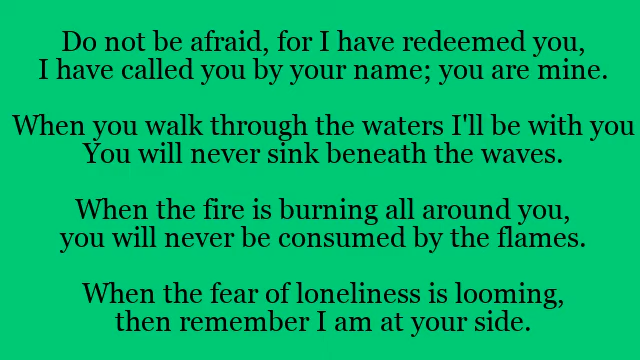 Do not be afraid, for I have redeemed you,
I have called you by your name; you are mine.
When you walk through the waters I'll be with you
You will never sink beneath the waves.
When the fire is burning all around you,
you will never be consumed by the flames.
When the fear of loneliness is looming,
then remember I am at your side.